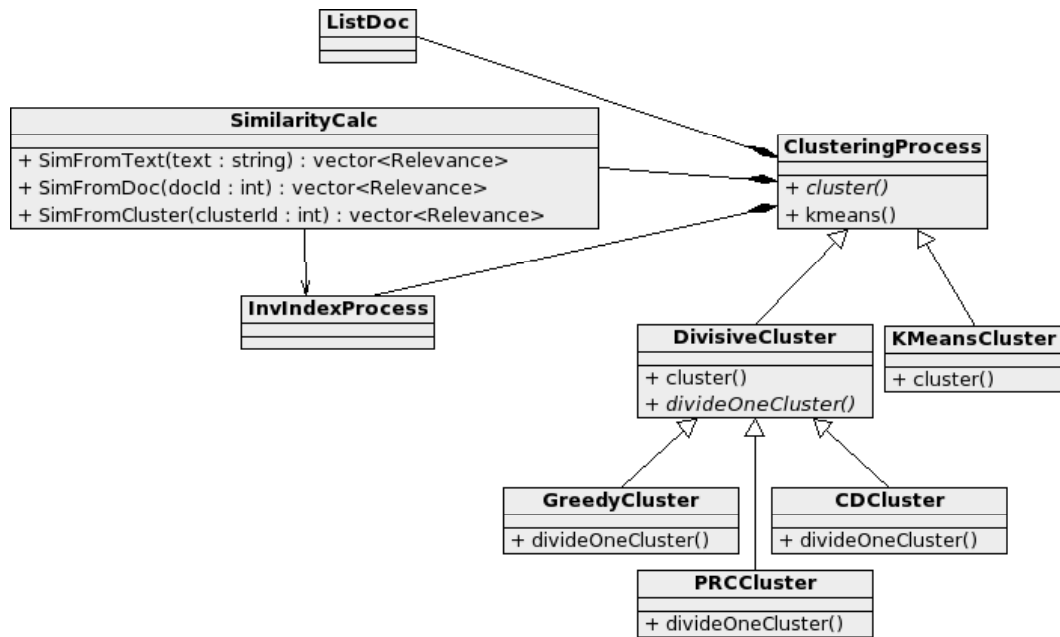 ListDoc
SimilarityCalc
+ SimFromText(text : string) : vector<Relevance>
+ SimFromDoc(docId : int) : vector<Relevance>
+ SimFromCluster(clusterId : int) : vector<Relevance>
ClusteringProcess
+ cluster()
+ kmeans()
InvIndexProcess
DivisiveCluster
+ cluster()
+ divideOneCluster()
KMeansCluster
+ cluster()
GreedyCluster
+ divideOneCluster()
CDCluster
+ divideOneCluster()
PRCCluster
+ divideOneCluster()